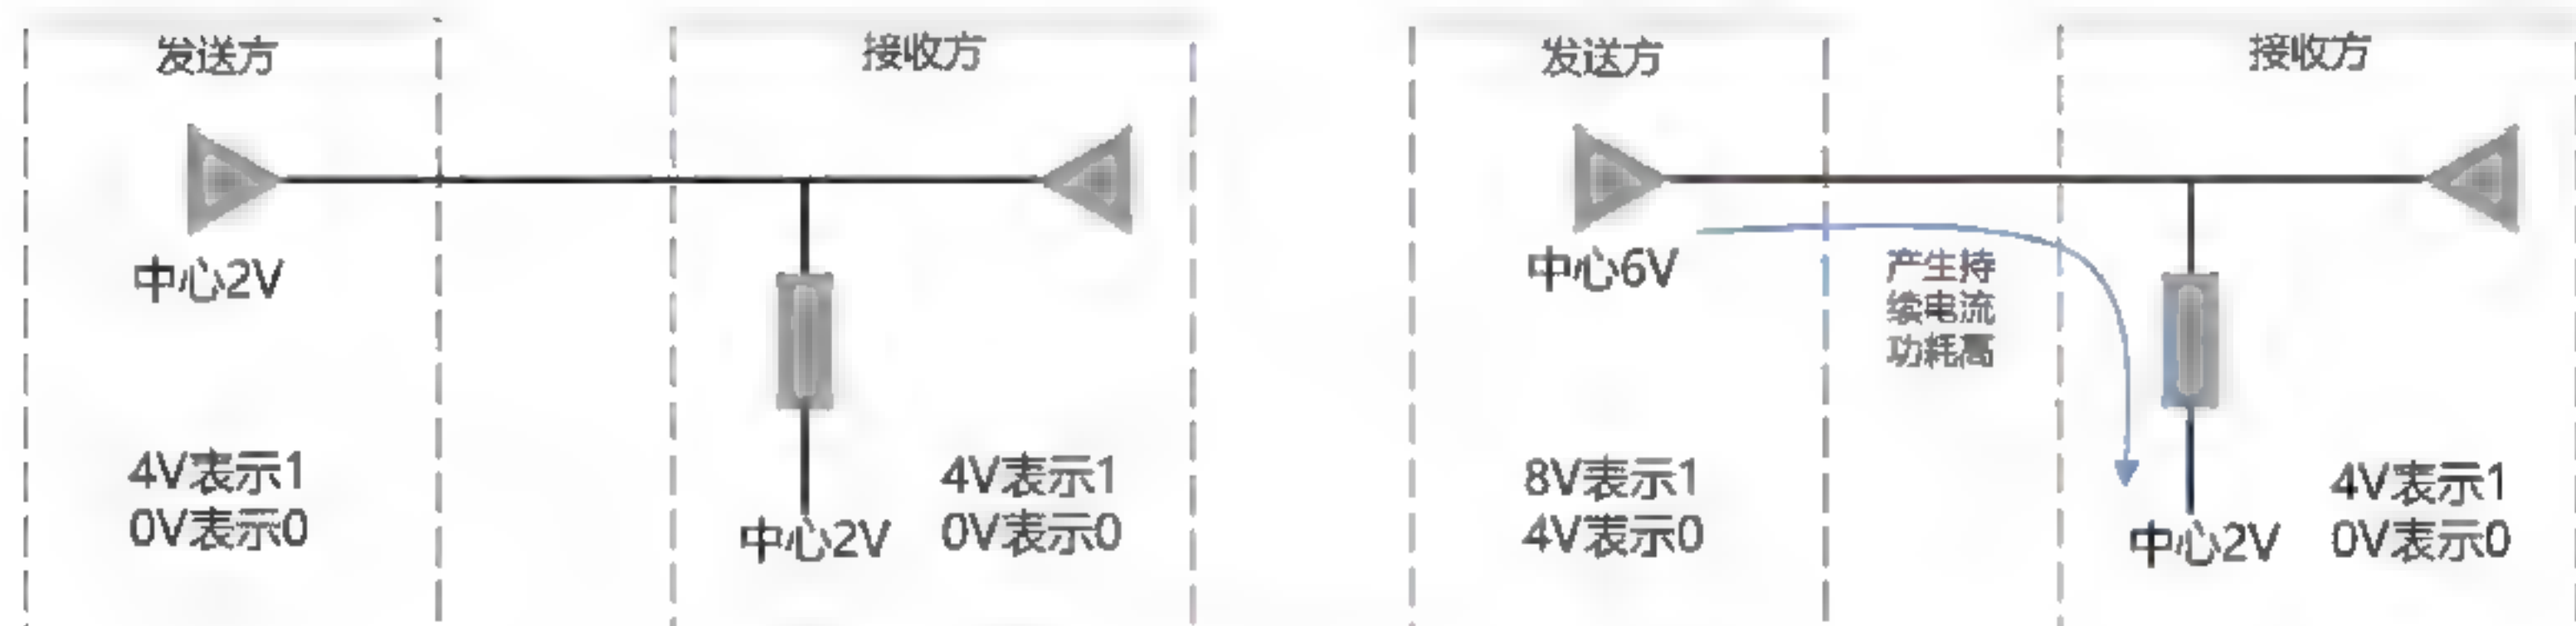 发送方
接收方
中心2V
4V表示1
0V表示0
中心2V
4V表示1
0V表示0
发送方
接收方
中心6V
产生持
续电流
功耗高
8V表示1
4V表示0
中心2V
4V表示1
0V表示0